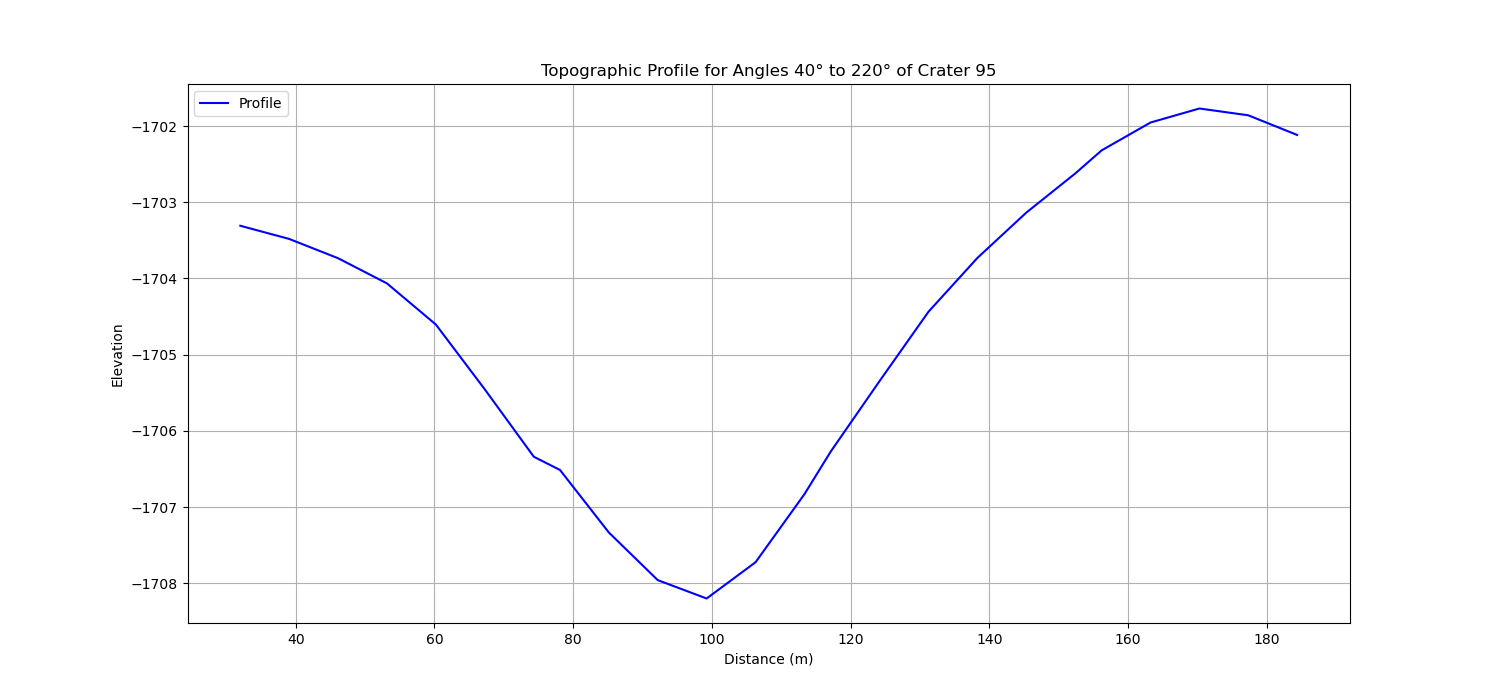 Topographic Profile for Angles 40° to 220° of Crater 95
Profile
−1702
−1703
−1704
−1705
−1706
−1707
−1708
Elevation
40 60 80 100 120 140 160 180
Distance (m)